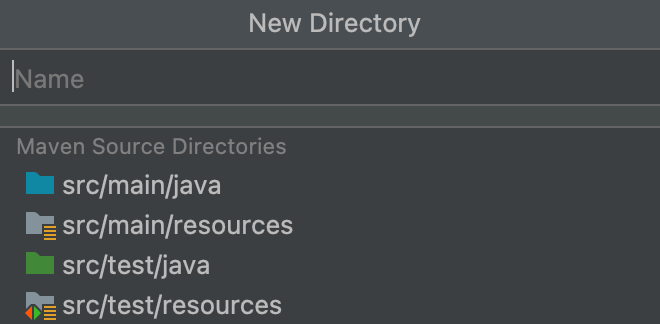 New Directory
Name
Maven Source Directories
src/main/java
src/main/resources
src/test/java
src/test/resources